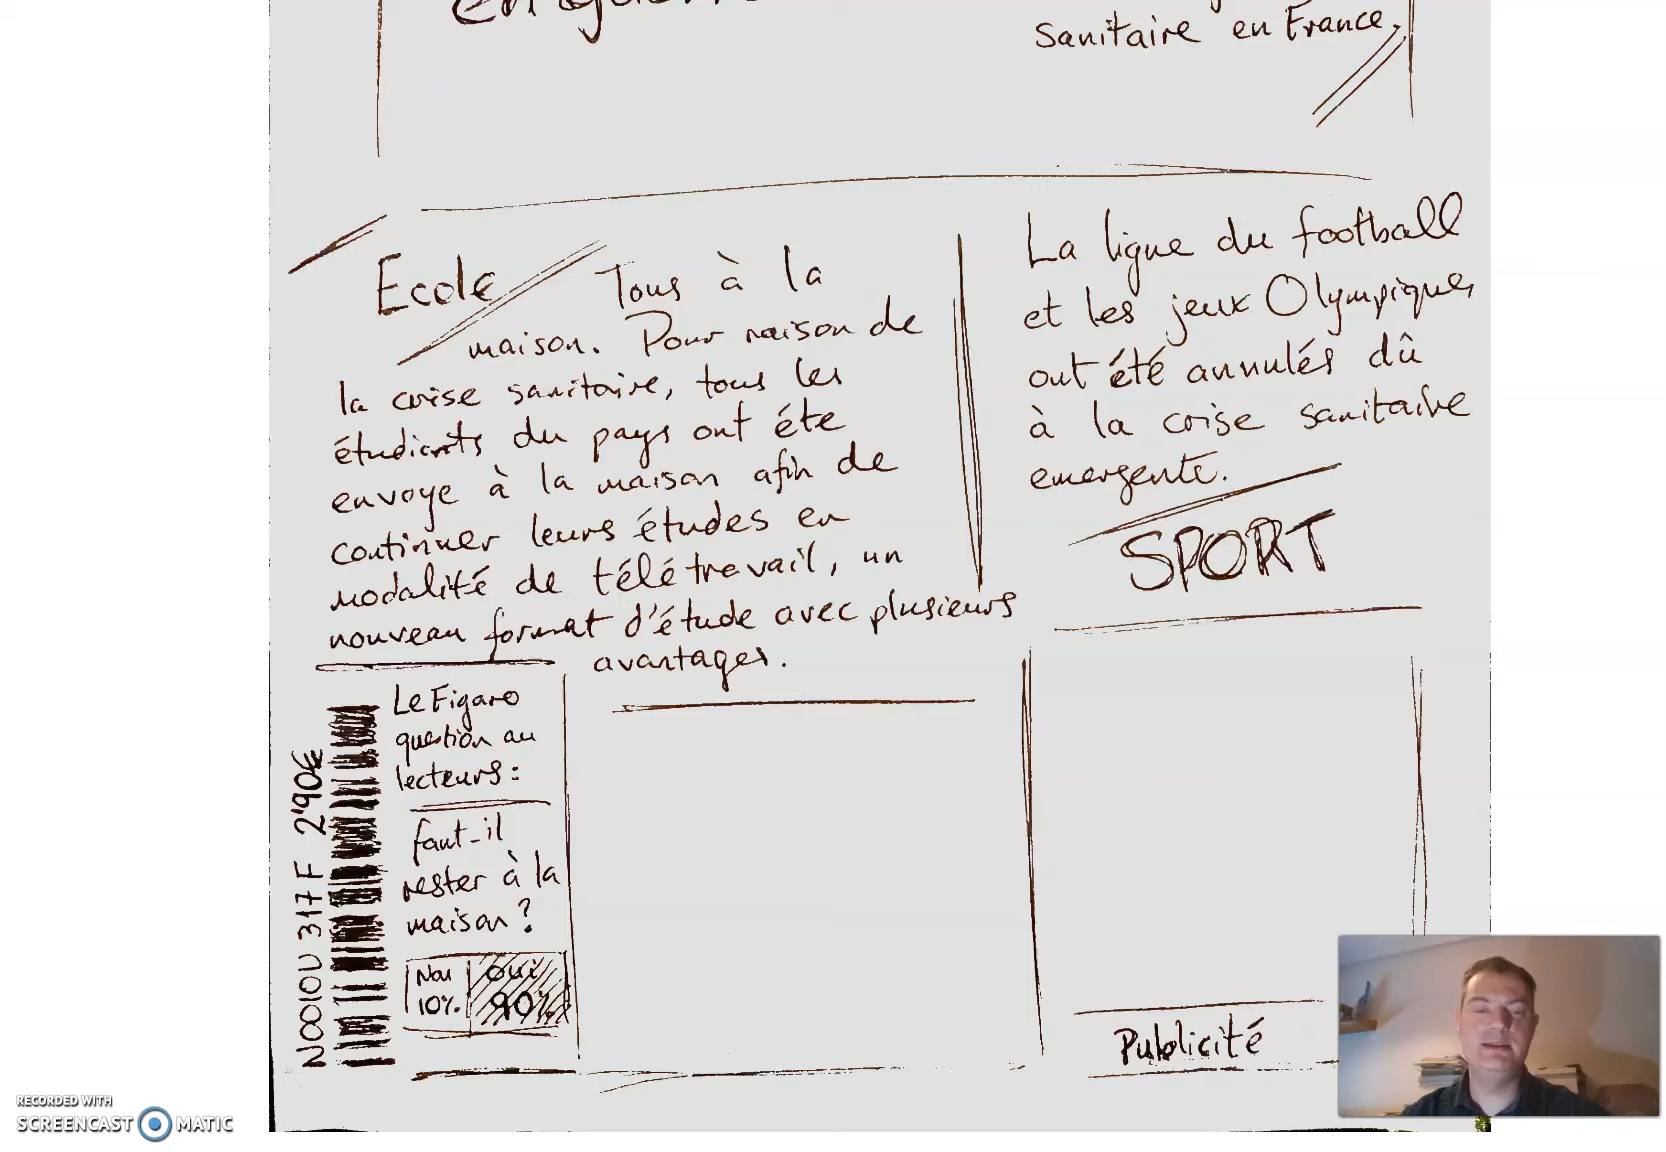 en guerre
Sanitaire en France.
Ecole
Tous à la
maison. Pour raison de
la crise sanitaire, tous les
étudiants du pays ont éte
envoye à la maison afin de
continuer leurs études en
modalité de télétravail, un
nouveau format d'étude avec plusieurs
avantages.
La ligue du football
et les jeux Olympiques
ont été annulés dû
à la crise sanitaire
emergente.
SPORT
N00100 317 F 2'90€
Le Figaro
question au
lecteurs :
faut-il
rester à la
maison ?
Non oui
10% 90%
Publicité
RECORDED WITH
SCREENCAST MATIC